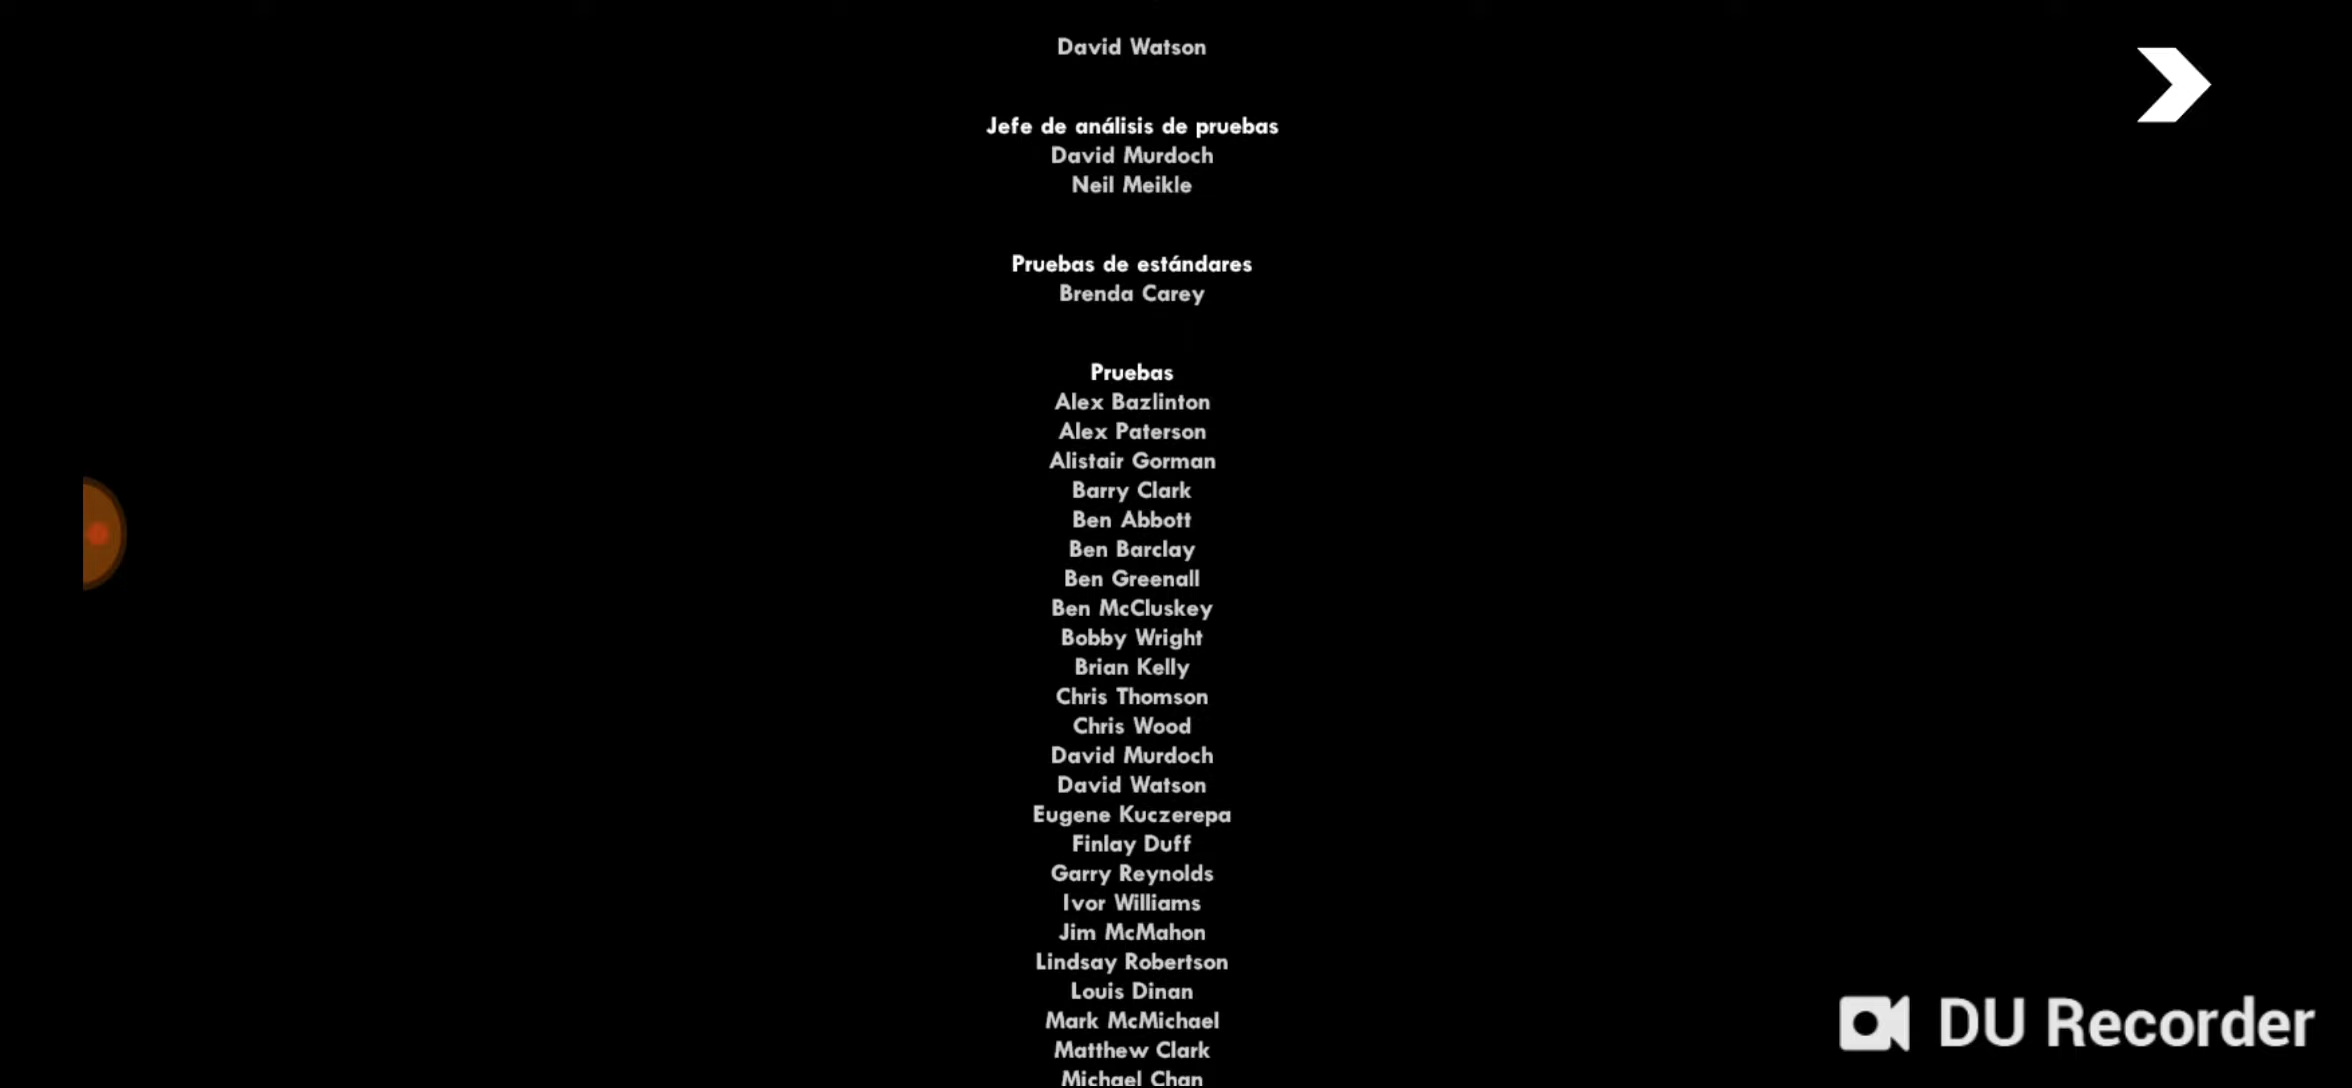 David Watson
Jefe de análisis de pruebas
David Murdoch
Neil Meikle
Pruebas de estándares
Brenda Carey
Pruebas
Alex Bazlinton
Alex Paterson
Alistair Gorman
Barry Clark
Ben Abbott
Ben Barclay
Ben Greenall
Ben McCluskey
Bobby Wright
Brian Kelly
Chris Thomson
Chris Wood
David Murdoch
David Watson
Eugene Kuczerepa
Finlay Duff
Garry Reynolds
Ivor Williams
Jim McMahon
Lindsay Robertson
Louis Dinan
Mark McMichael
Matthew Clark
Michael Chan
DU Recorder